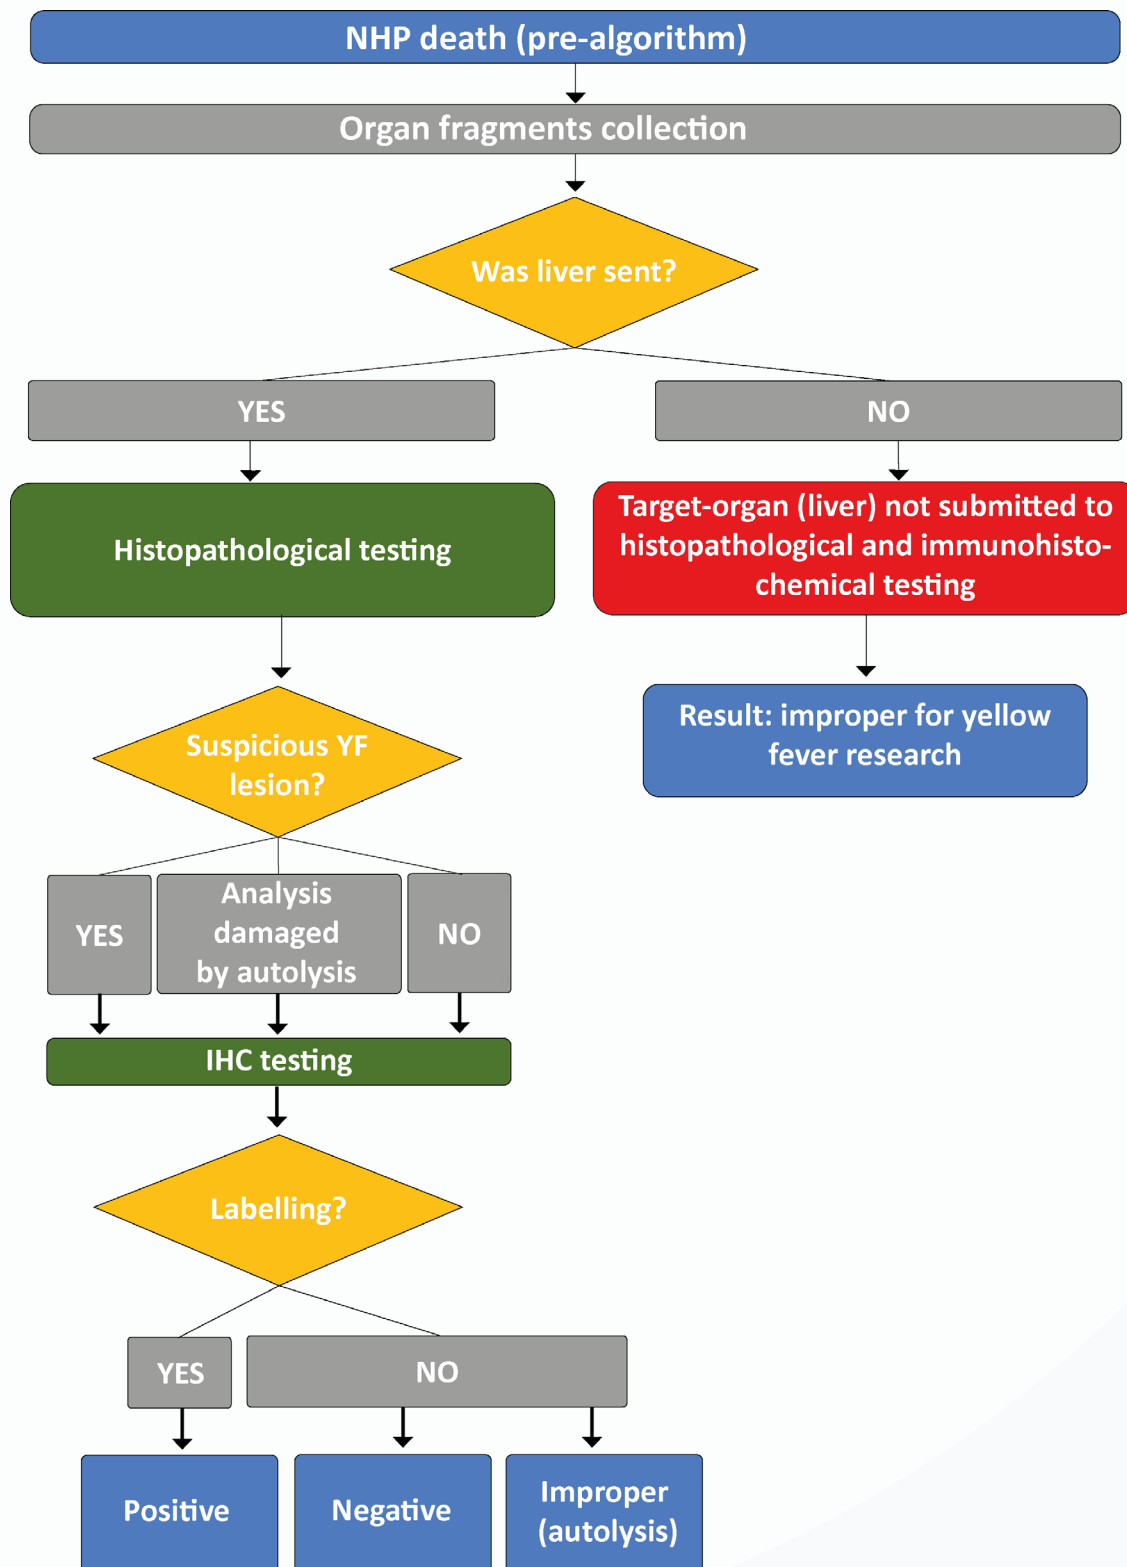 NHP death (pre-algorithm)
Organ fragments collection
Was liver sent?
YES
NO
Histopathological testing
Target-organ (liver) not submitted to
histopathological and immunohisto-
chemical testing
Result: improper for yellow
fever research
Suspicious YF
lesion?
YES
Analysis
damaged
by autolysis
NO
IHC testing
Labelling?
YES
NO
Positive
Negative
Improper
(autolysis)